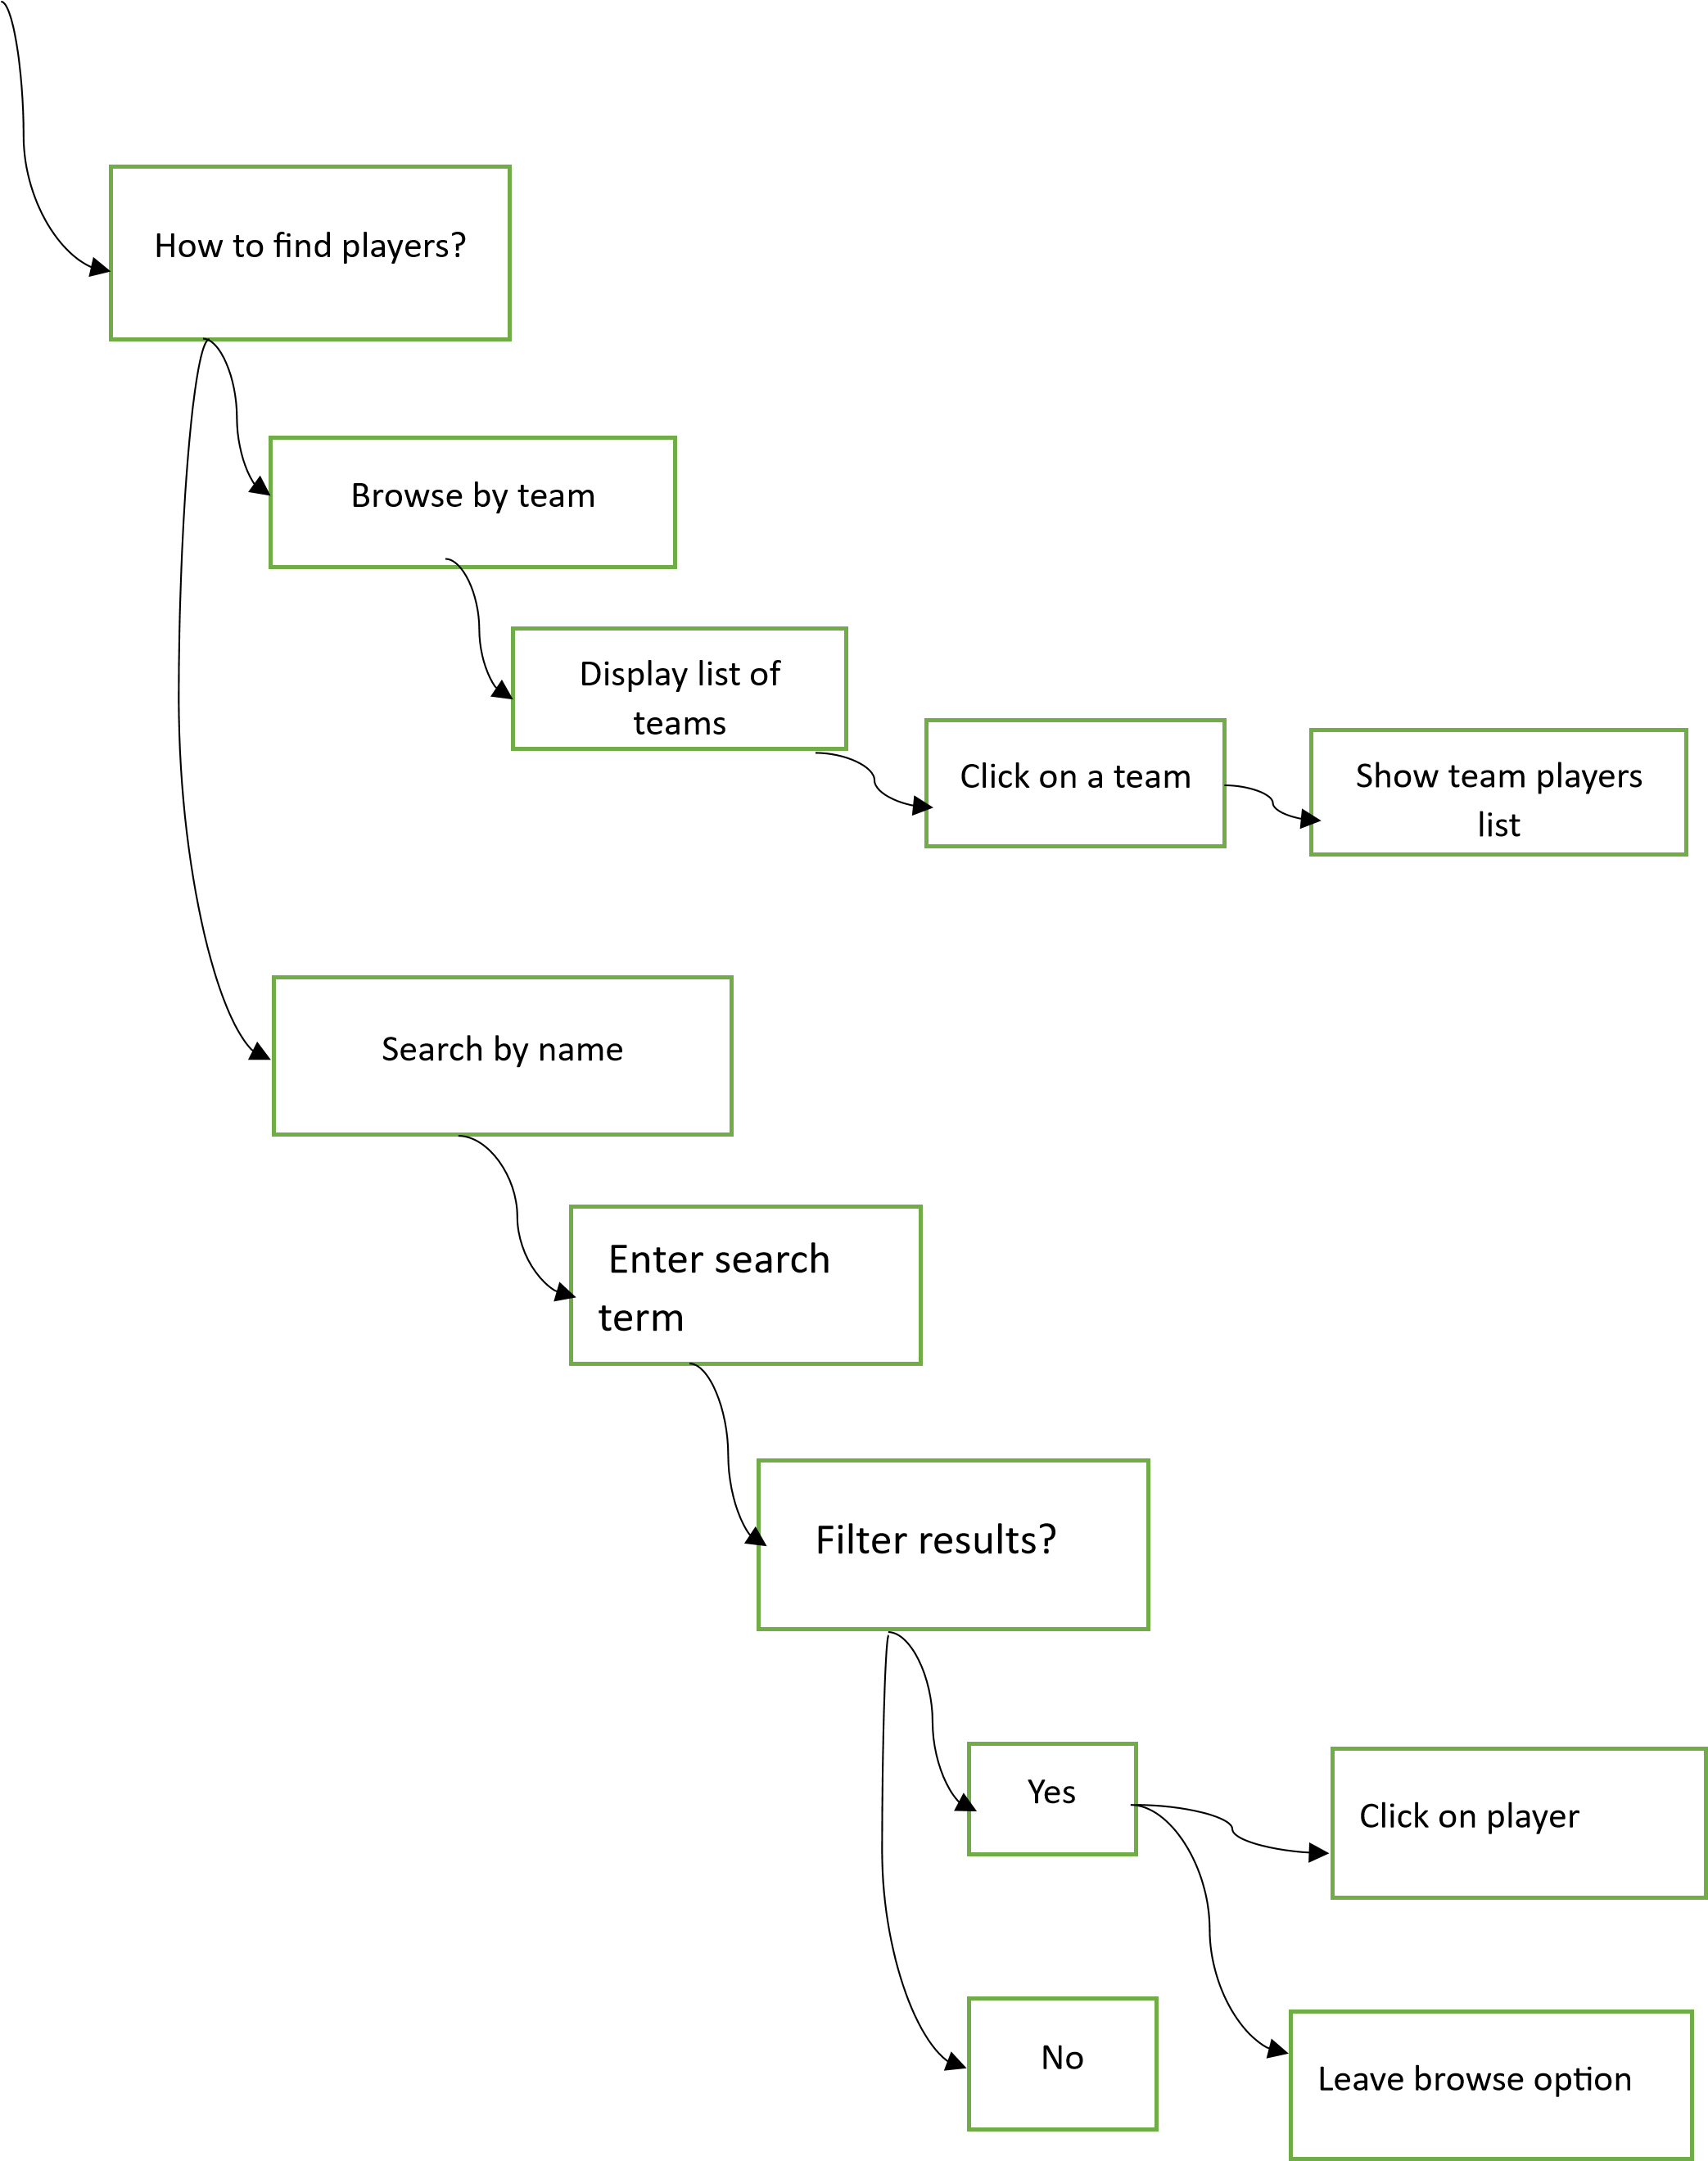 How to find players?
Browse by team
Display list of
teams
Click on a team
Show team players
list
Search by name
Enter search
term
Filter results?
Yes
Click on player
No
Leave browse option